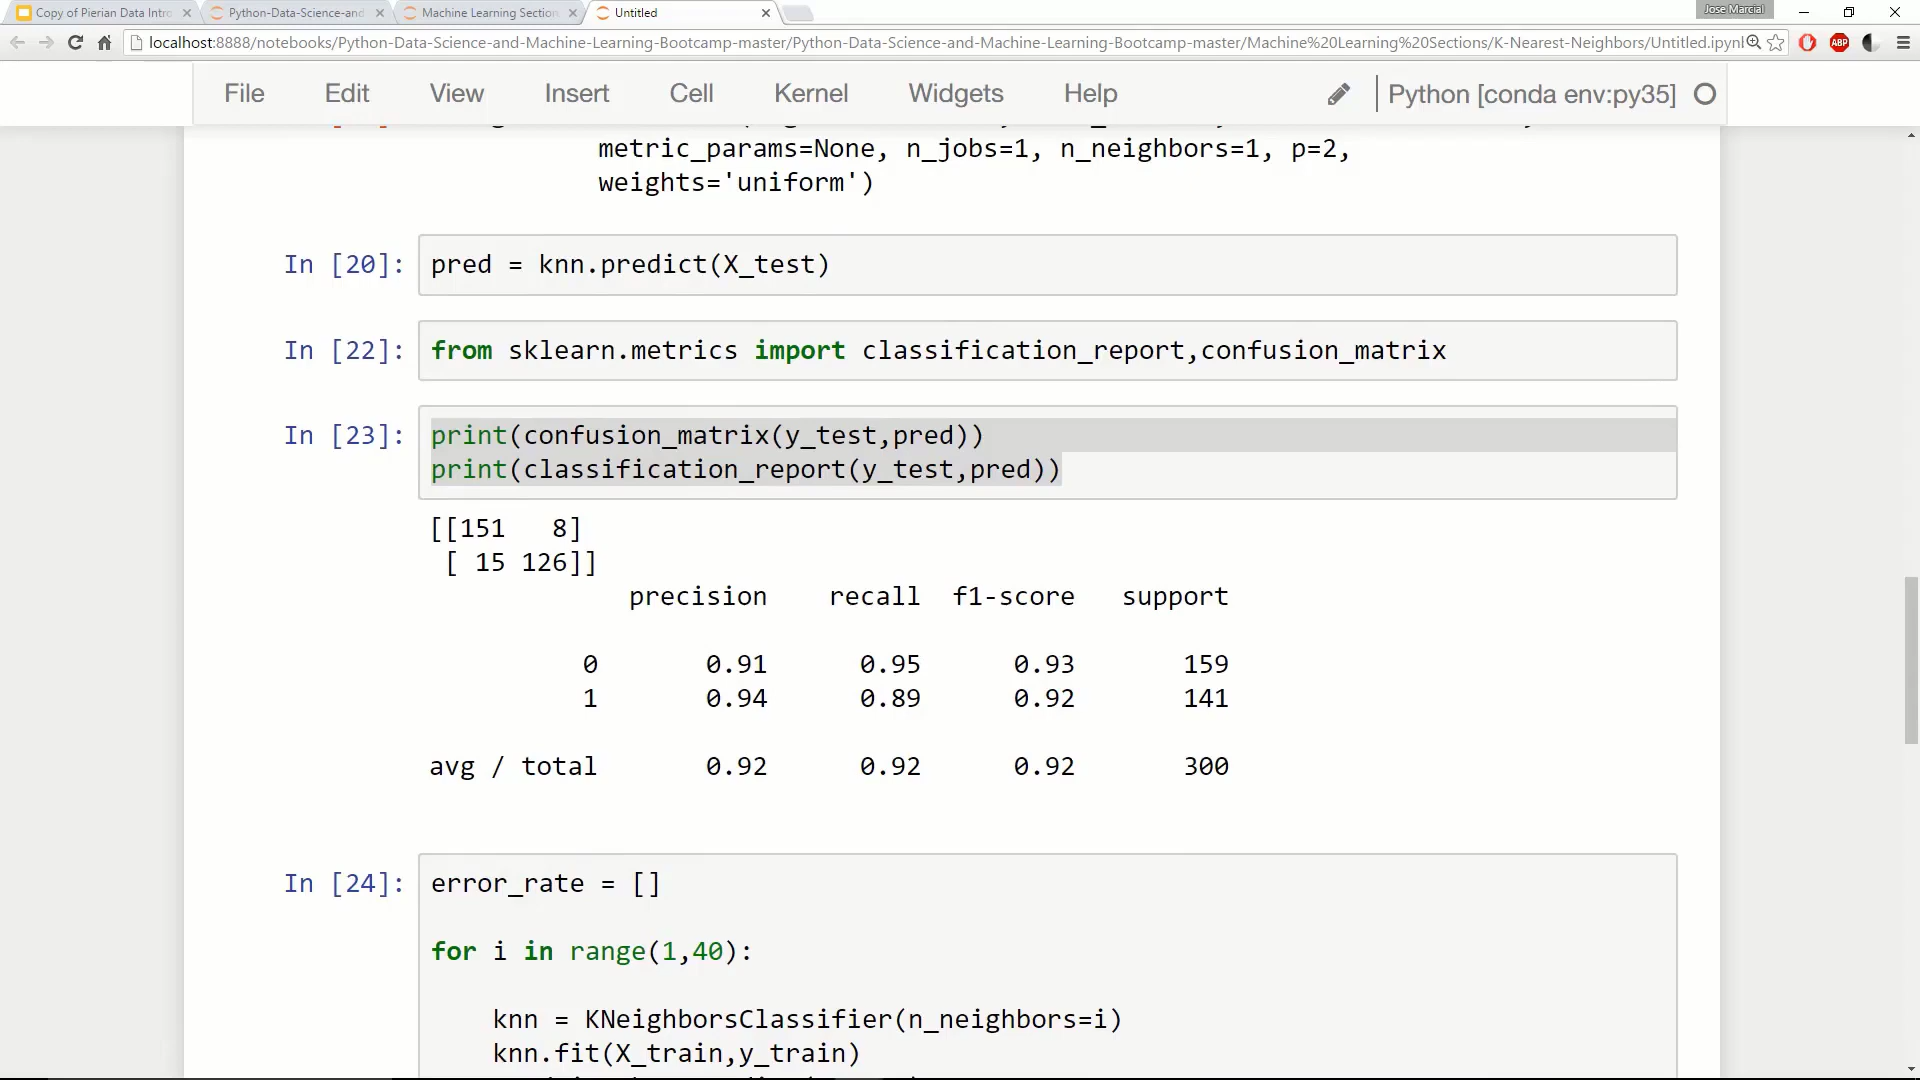 Copy of Pierian Data Intro
Python-Data-Science-and
Machine Learning Section
Untitled
Jose Marcial
localhost:8888/notebooks/Python-Data-Science-and-Machine-Learning-Bootcamp-master/Python-Data-Science-and-Machine-Learning-Bootcamp-master/Machine%20Learning%20Sections/K-Nearest-Neighbors/Untitled.ipynl
ABP
File Edit View Insert Cell Kernel Widgets Help Python [conda env:py35]
metric_params=None, n_jobs=1, n_neighbors=1, p=2,
weights='uniform')
In [20]: pred = knn.predict(X_test)
In [22]: from sklearn.metrics import classification_report,confusion_matrix
In [23]: print(confusion_matrix(y_test,pred))
print(classification_report(y_test,pred))
[[151   8]
[ 15 126]]
precision recall f1-score support
0 0.91 0.95 0.93 159
1 0.94 0.89 0.92 141
avg / total 0.92 0.92 0.92 300
In [24]: error_rate = []
for i in range(1,40):
knn = KNeighborsClassifier(n_neighbors=i)
knn.fit(X_train,y_train)